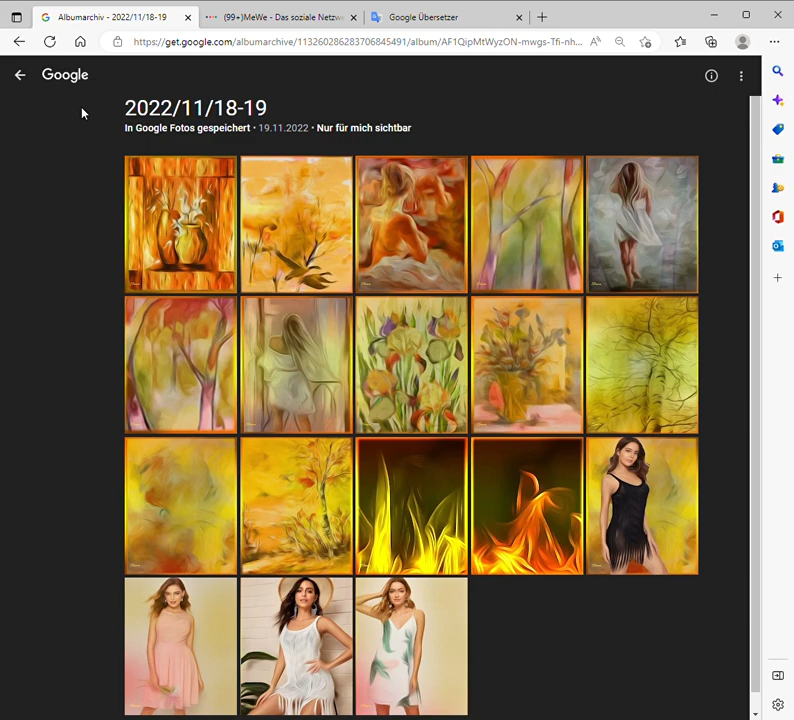 Albumarchiv - 2022/11/18-19
(99+)MeWe - Das soziale Netzwe
Google Übersetzer
https://get.google.com/albumarchive/113260286283706845491/album/AF1QipMtWyzON-mwgs-Tfi-nh...
Google
2022/11/18-19
In Google Fotos gespeichert • 19.11.2022 • Nur für mich sichtbar